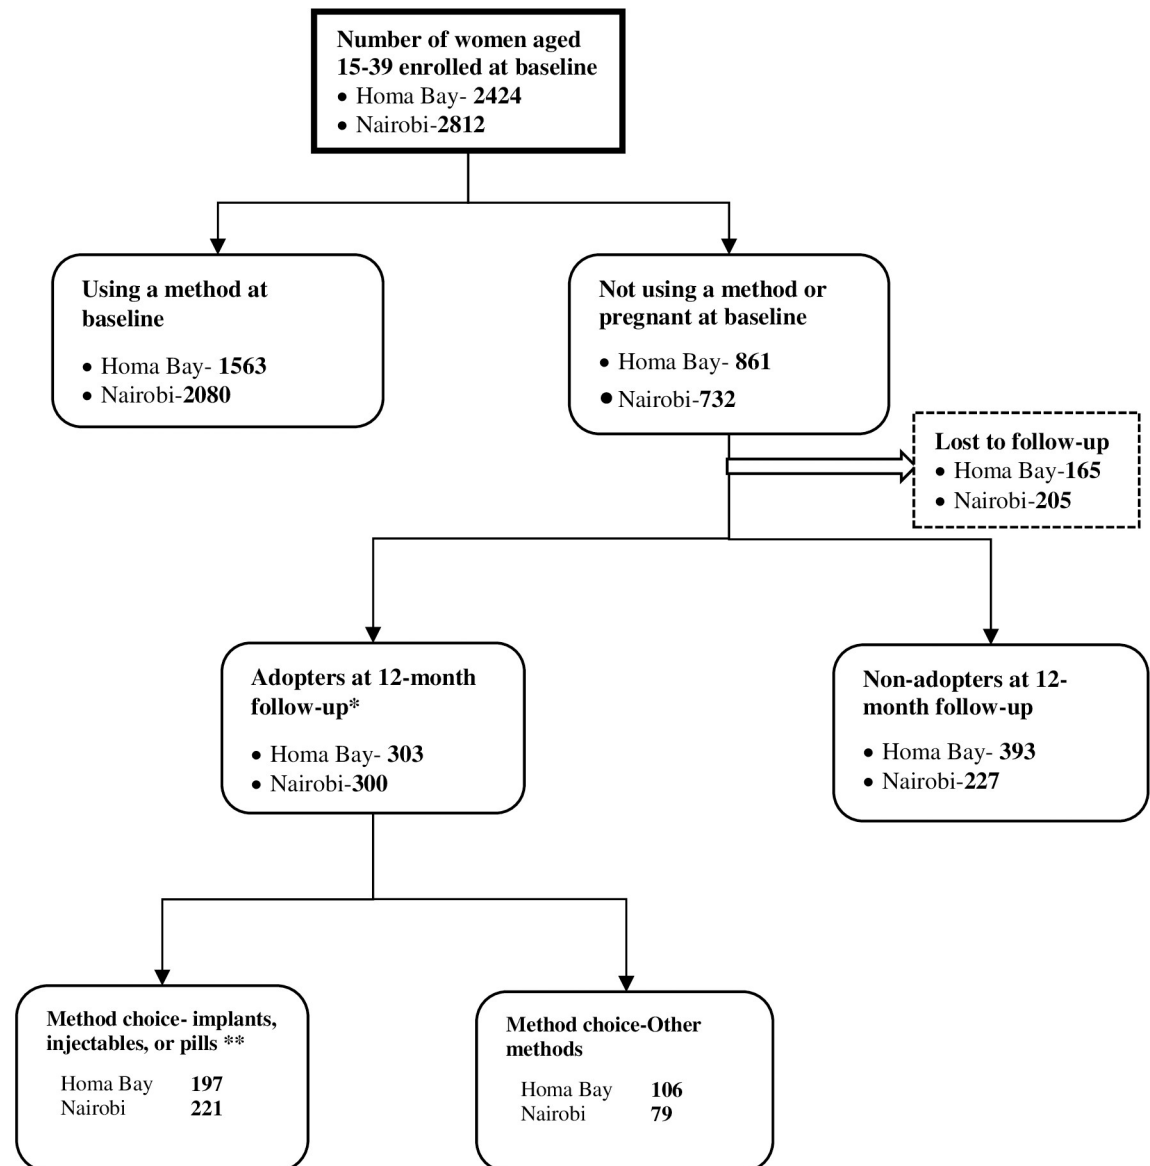 Number of women aged
15-39 enrolled at baseline
• Homa Bay- 2424
• Nairobi-2812
Using a method at
baseline
• Homa Bay- 1563
• Nairobi-2080
Not using a method or
pregnant at baseline
• Homa Bay- 861
• Nairobi-732
Lost to follow-up
• Homa Bay-165
• Nairobi-205
Adopters at 12-month
follow-up*
• Homa Bay- 303
• Nairobi-300
Non-adopters at 12-
month follow-up
• Homa Bay- 393
• Nairobi-227
Method choice- implants,
injectables, or pills **
Homa Bay 197
Nairobi 221
Method choice-Other
methods
Homa Bay 106
Nairobi 79